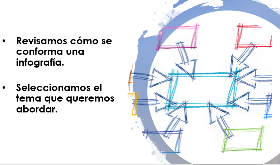 • Revisamos cómo se
conforma una
infografía.
• Seleccionamos el
tema que queremos
abordar.